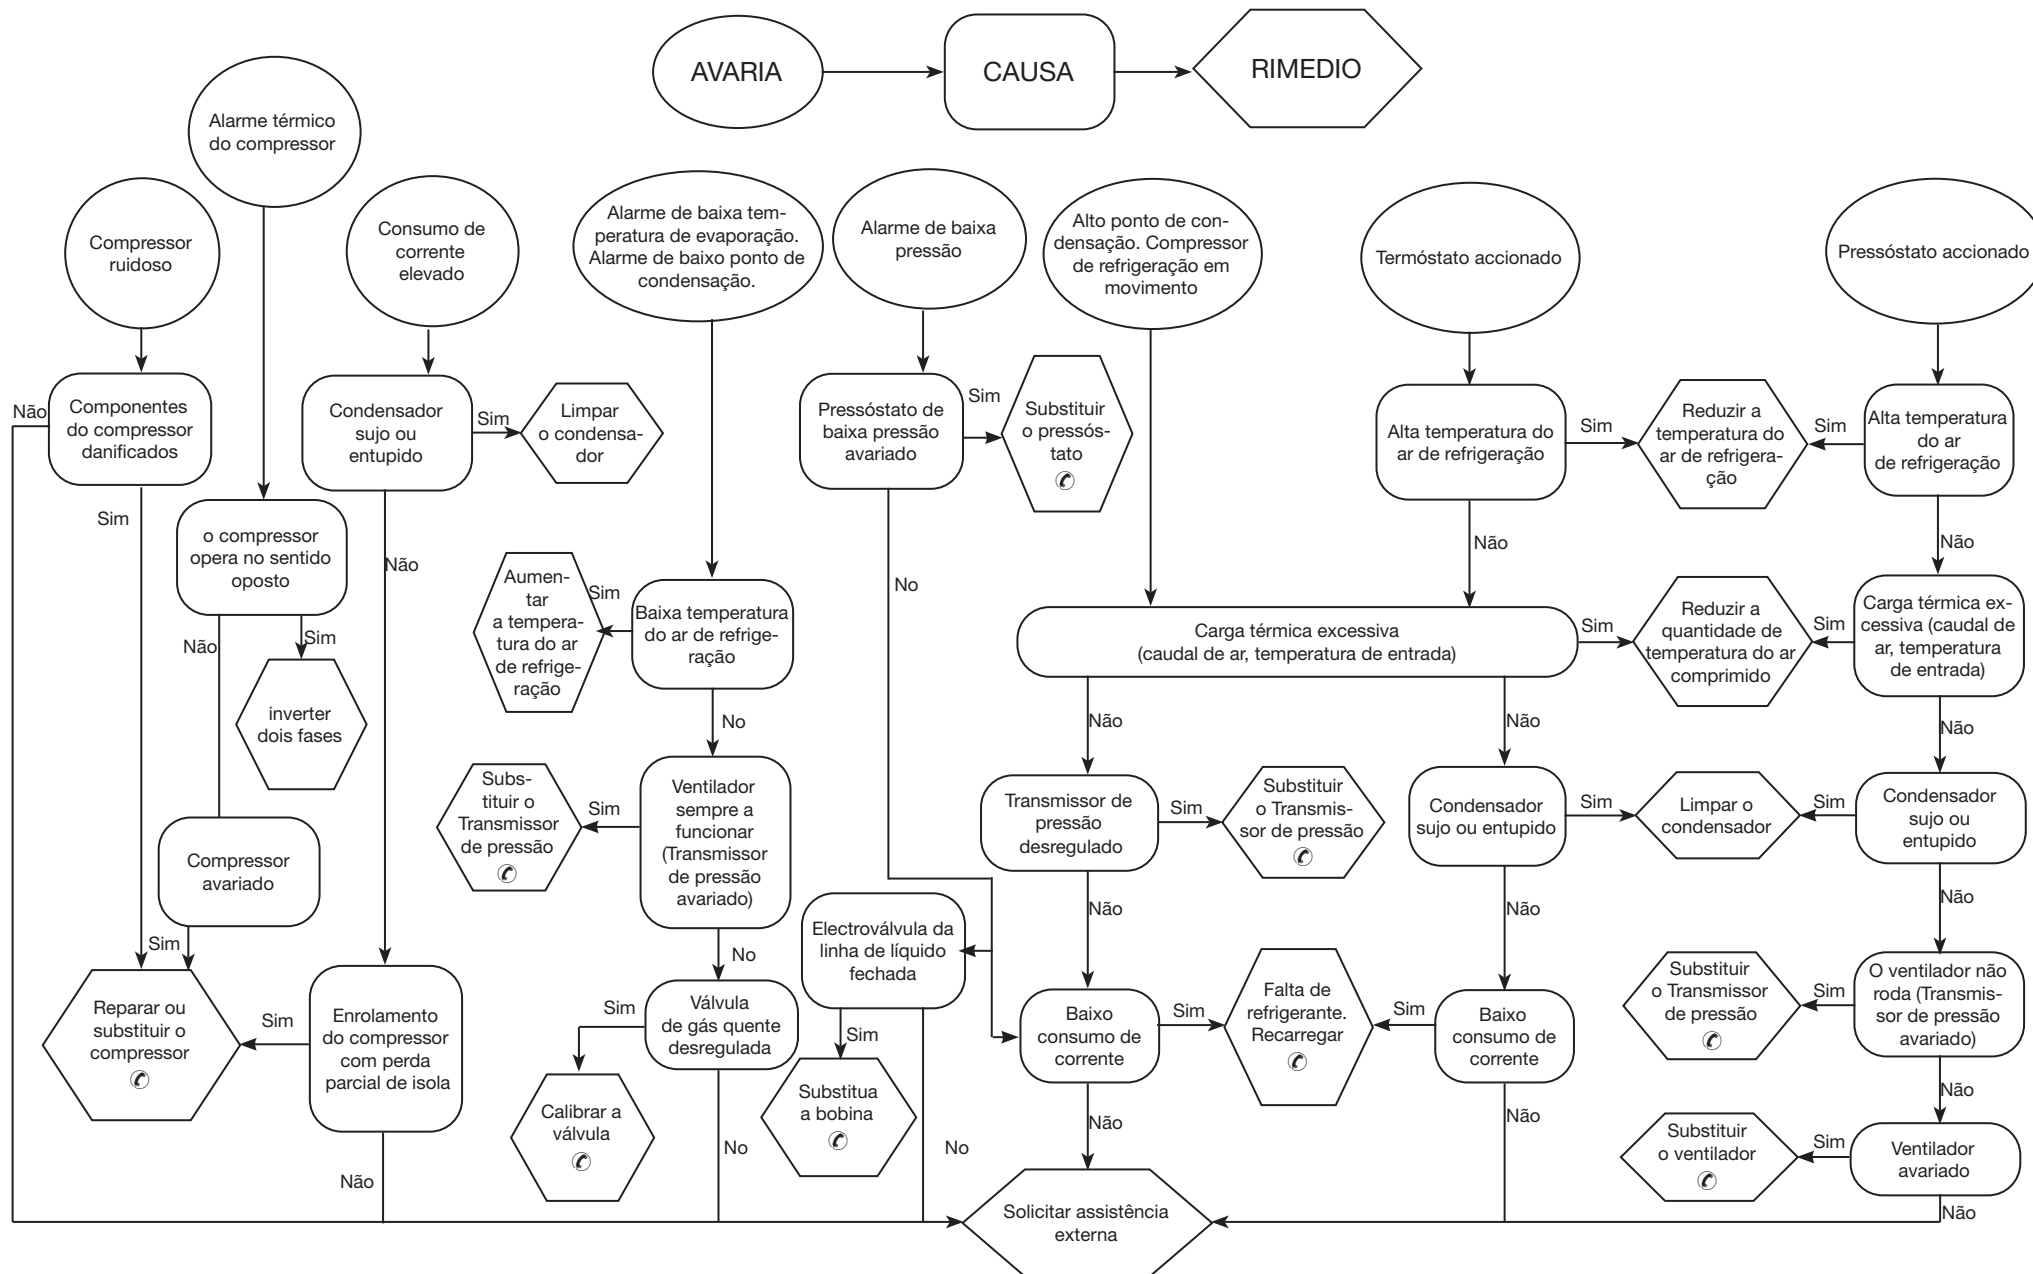 AVARIA
CAUSA
RIMEDIO
Alarme térmico
do compressor
Compressor
ruidoso
Consumo de
corrente
elevado
Alarme de baixa tem-
peratura de evaporação.
Alarme de baixo ponto de
condensação.
Alarme de baixa
pressão
Alto ponto de con-
densação. Compressor
de refrigeração em
movimento
Termóstato accionado
Pressóstato accionado
Não
Componentes
do compressor
danificados
Sim
Condensador
sujo ou
entupido
Sim
Limpar
o condensa-
dor
Não
Pressóstato de
baixa pressão
avariado
Sim
Substituir
o pressós-
tato
No
Alta temperatura do
ar de refrigeração
Sim
Reduzir a
temperatura do
ar de refrigera-
ção
Sim
Alta temperatura
do ar
de refrigeração
Não
Não
o compressor
opera no sentido
oposto
Não
Sim
inverter
dois fases
Aumen-
tar
a tempera-
tura do ar
de refrige-
ração
Sim
Baixa temperatura
do ar de refrige-
ração
No
Carga térmica excessiva
(caudal de ar, temperatura de entrada)
Sim
Reduzir a
quantidade de
temperatura do ar
comprimido
Sim
Carga térmica ex-
cessiva (caudal de
ar, temperatura
de entrada)
Não
Não
Não
Subs-
tituir o
Transmissor
de pressão
Sim
Ventilador
sempre a
funcionar
(Transmissor
de pressão
avariado)
No
Transmissor de
pressão
desregulado
Sim
Substituir
o Transmis-
sor de pressão
Não
Condensador
sujo ou entupido
Sim
Limpar o
condensador
Sim
Condensador
sujo ou
entupido
Não
Não
Compressor
avariado
Sim
Reparar ou
substituir o
compressor
Sim
Enrolamento
do compressor
com perda
parcial de isola
Não
Sim
Válvula
de gás quente
desregulada
No
Calibrar a
válvula
Electroválvula da
linha de líquido
fechada
Sim
Substitua
a bobina
No
Baixo
consumo de
corrente
Sim
Falta de
refrigerante.
Recarregar
Sim
Baixo
consumo de
corrente
Não
Não
Substituir
o Transmissor
de pressão
Sim
O ventilador não
roda (Transmis-
sor de pressão
avariado)
Não
Substituir
o ventilador
Sim
Ventilador
avariado
Não
Solicitar assistência
externa